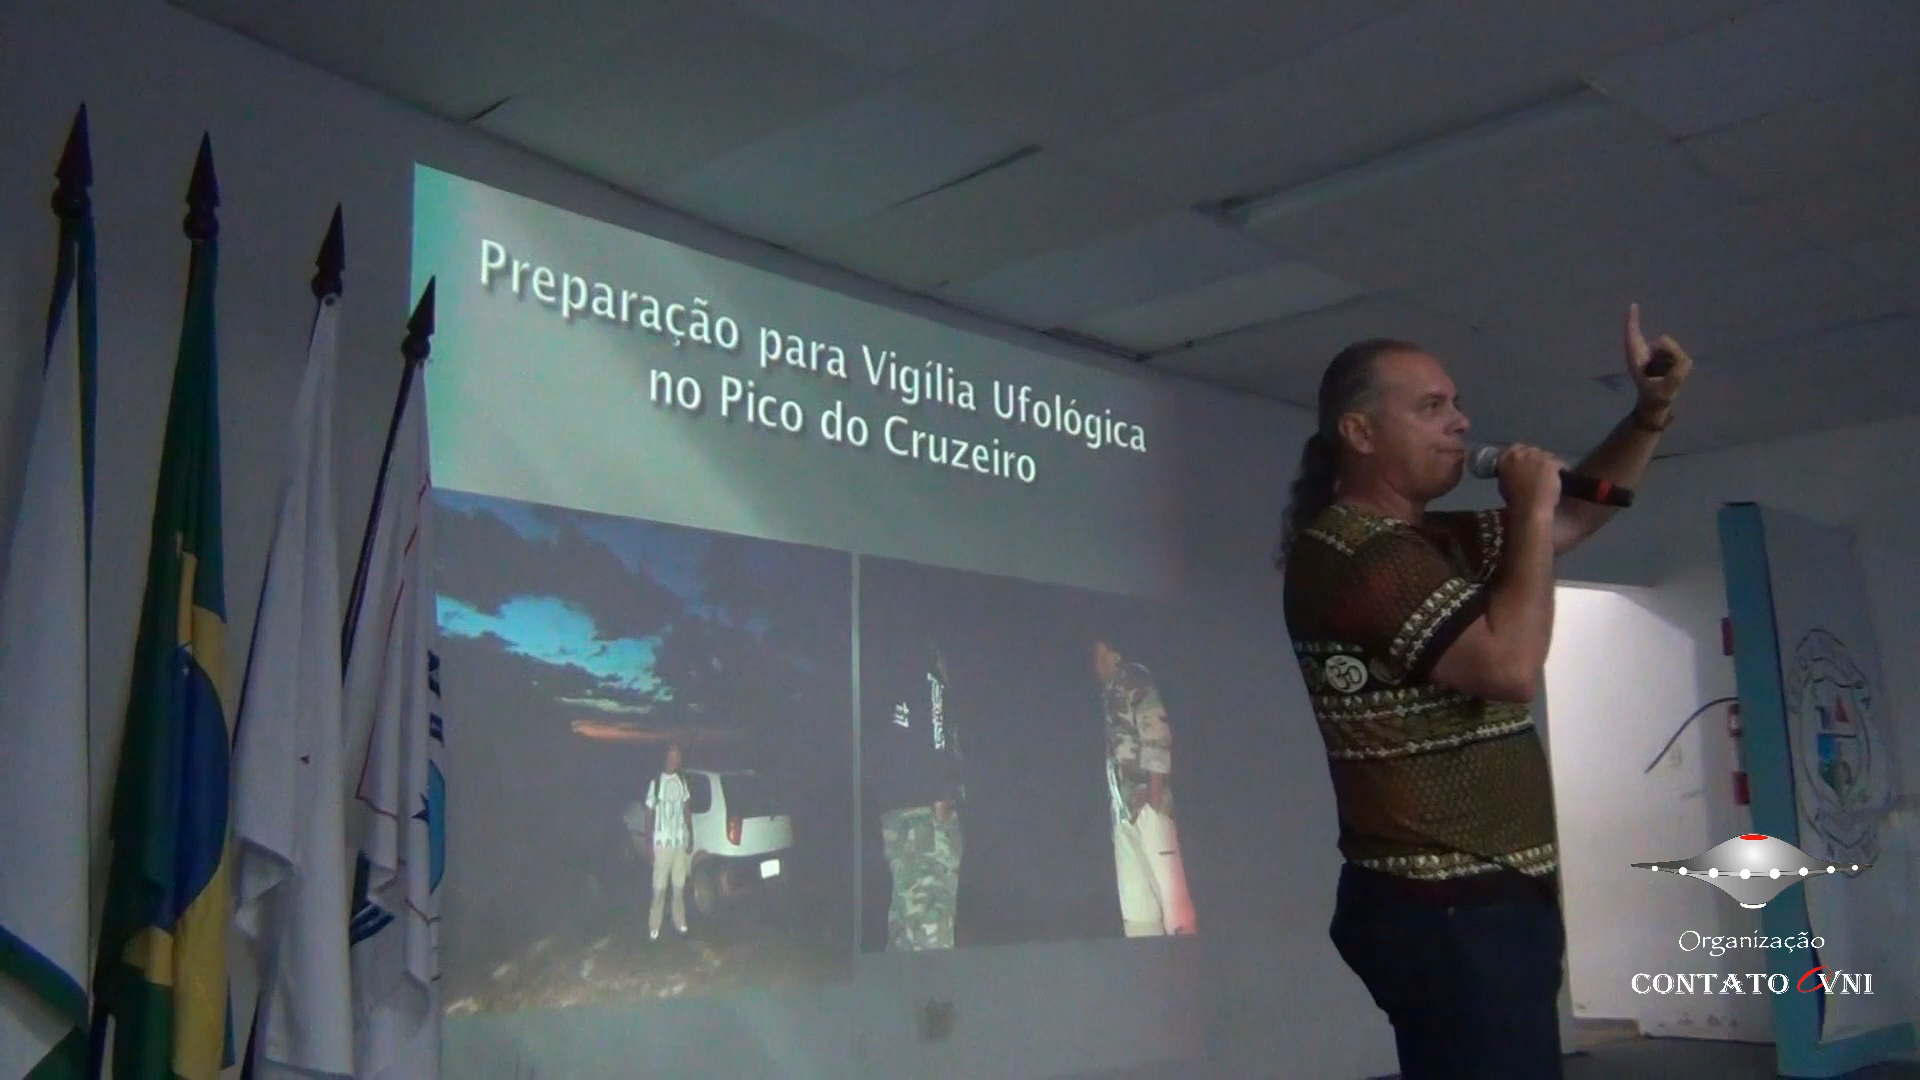 Preparação para Vigília Ufológica
no Pico do Cruzeiro
Organização
CONTATO OVNI